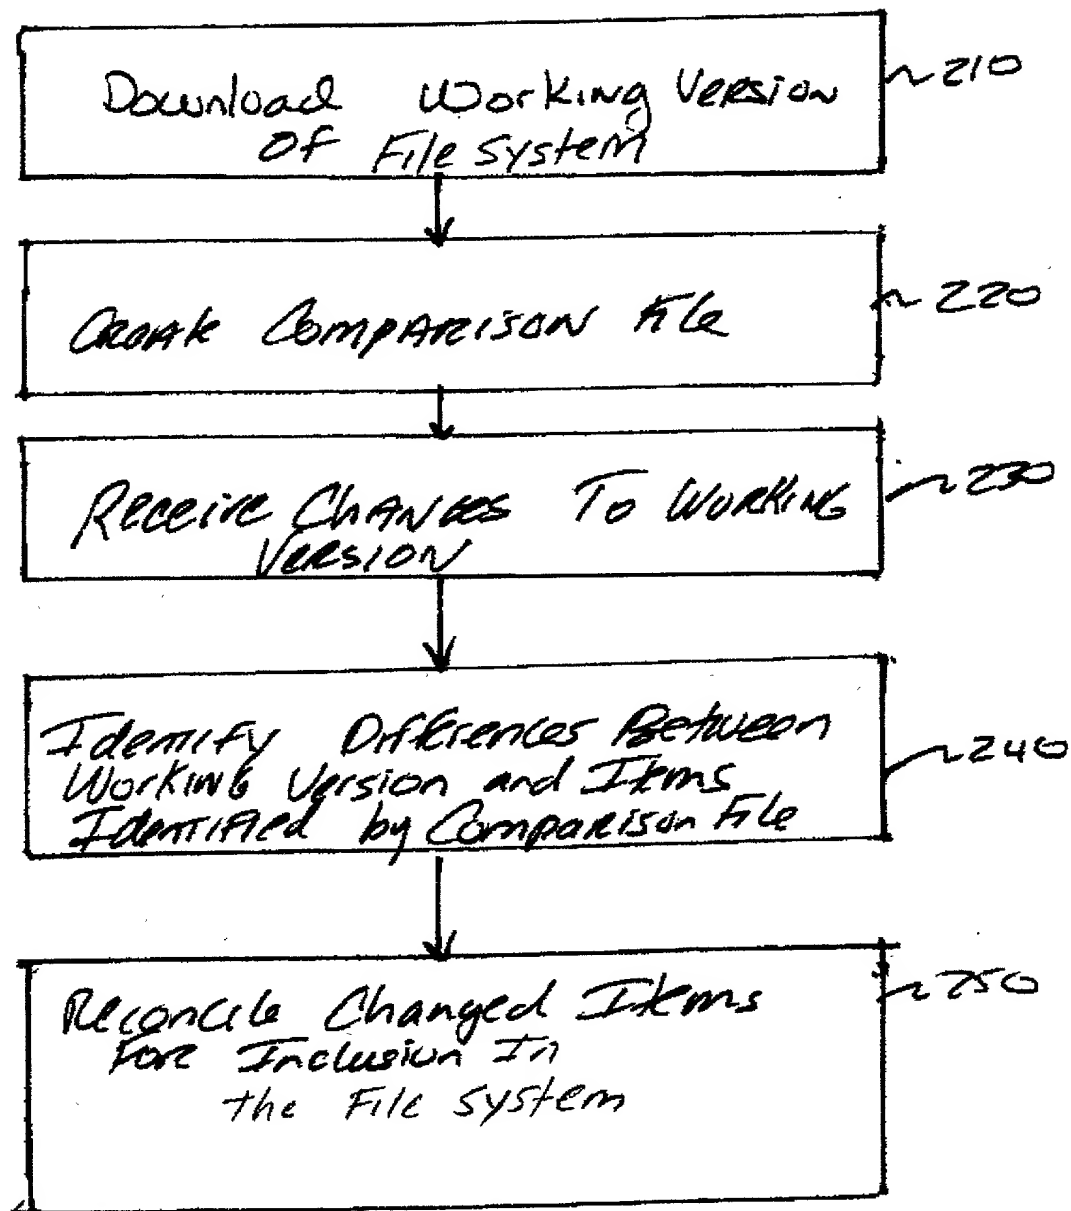 Download Working Version
Of File System
210
Create Comparison File
220
Receive Changes To Working
Version
230
Identify Differences Between
Working Version and Items
Identified by Comparison File
240
Reconcile Changed Items
For Inclusion In
the File System
250